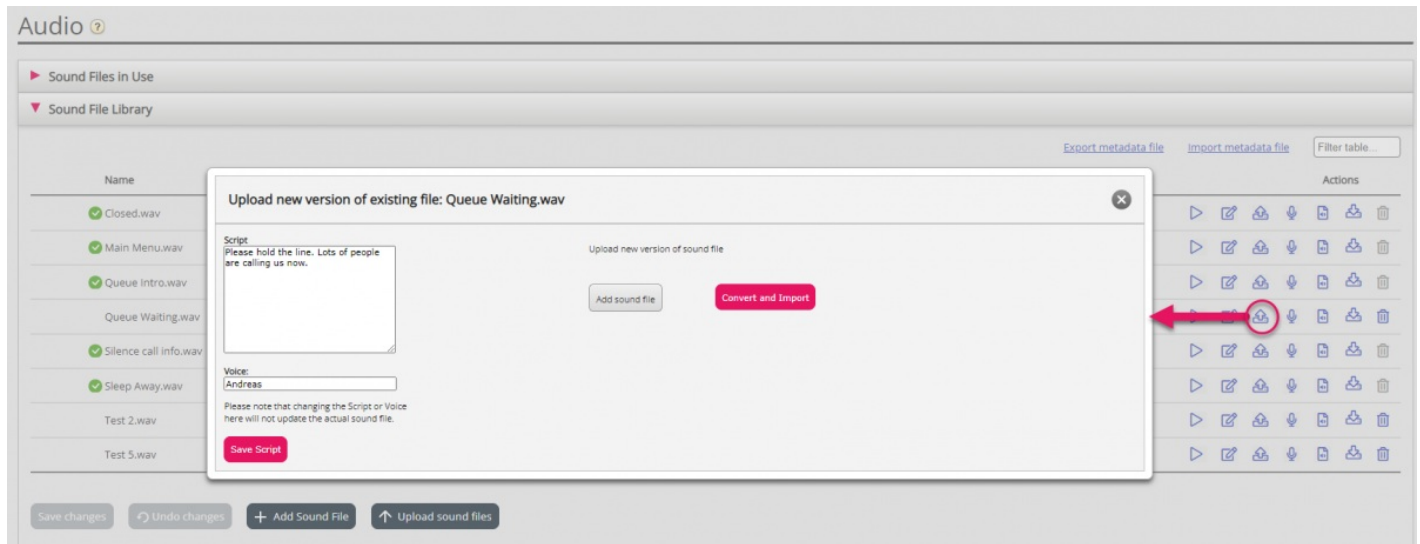 Audio ?
Sound Files in Use
Sound File Library
Export metadata file Import metadata file Filter table...
Name Actions
Upload new version of existing file: Queue Waiting.wav
Closed.wav
Main Menu.wav
Queue Intro.wav
Queue Waiting.wav
Silence call info.wav
Sleep Away.wav
Test 2.wav
Test 5.wav
Script
Please hold the line. Lots of people
are calling us now.
Upload new version of sound file
Add sound file Convert and Import
Voice:
Andreas
Please note that changing the Script or Voice
here will not update the actual sound file.
Save Script
Save changes Undo changes + Add Sound File Upload sound files